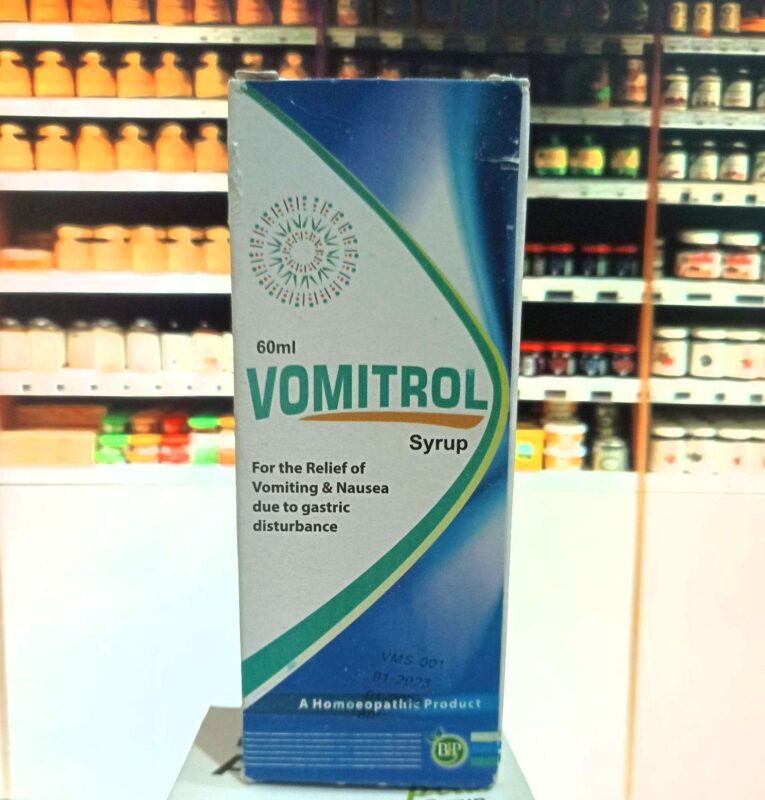 60ml
VOMITROL
Syrup
For the Relief of
Vomiting & Nausea
due to gastric
disturbance
VMS-001
01-2023
A Homoeopathic Product